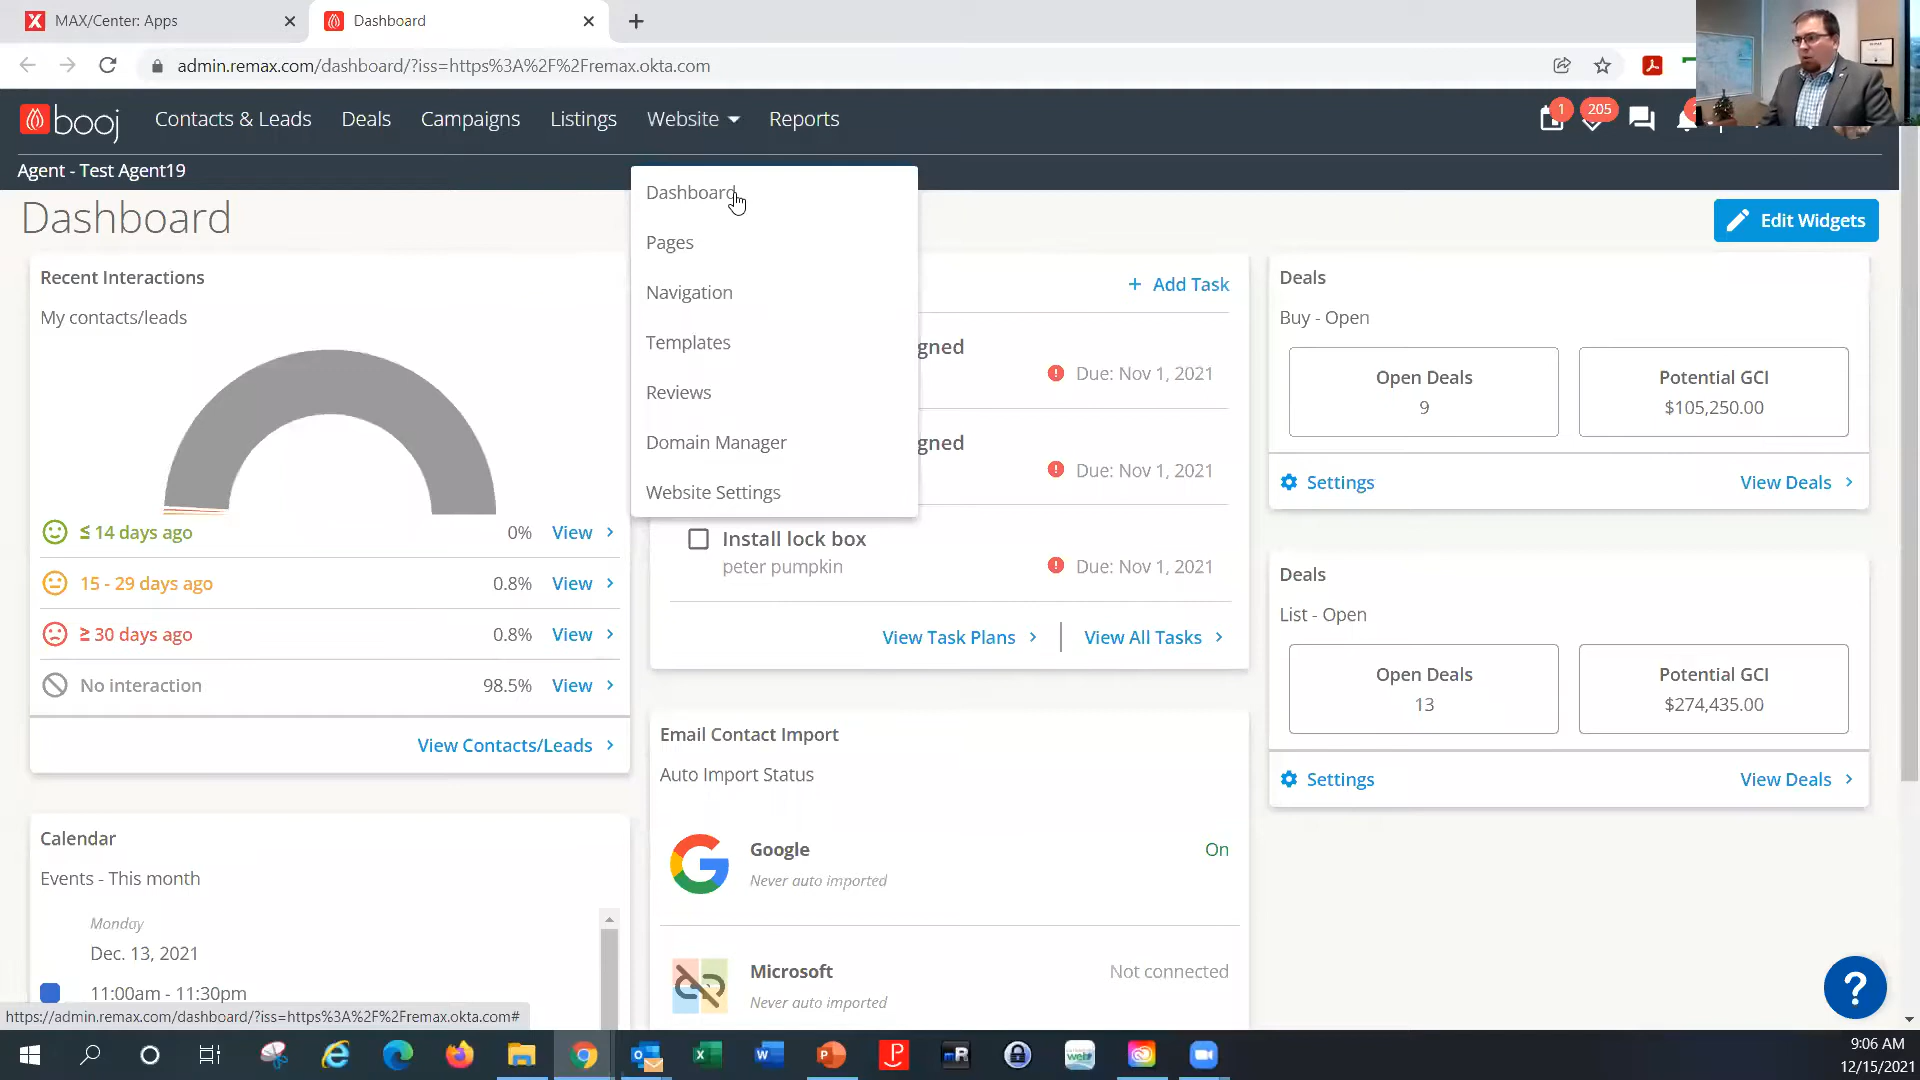 MAX/Center: Apps
Dashboard
admin.remax.com/dashboard/?iss=https%3A%2F%2Fremax.okta.com
booj
Contacts & Leads
Deals
Campaigns
Listings
Website
Reports
1
205
Agent - Test Agent19
Dashboard
Edit Widgets
Dashboard
Pages
Navigation
Templates
Reviews
Domain Manager
Website Settings
Recent Interactions
My contacts/leads
≤ 14 days ago 0% View
15 - 29 days ago 0.8% View
≥ 30 days ago 0.8% View
No interaction 98.5% View
View Contacts/Leads
Calendar
Events - This month
Monday
Dec. 13, 2021
11:00am - 11:30pm
+ Add Task
gned
Due: Nov 1, 2021
gned
Due: Nov 1, 2021
Install lock box
peter pumpkin
Due: Nov 1, 2021
View Task Plans
View All Tasks
Email Contact Import
Auto Import Status
Google On
Never auto imported
Microsoft Not connected
Never auto imported
Deals
Buy - Open
Open Deals
9
Potential GCI
$105,250.00
Settings
View Deals
Deals
List - Open
Open Deals
13
Potential GCI
$274,435.00
Settings
View Deals
?
https://admin.remax.com/dashboard/?iss=https%3A%2F%2Fremax.okta.com#
9:06 AM
12/15/2021